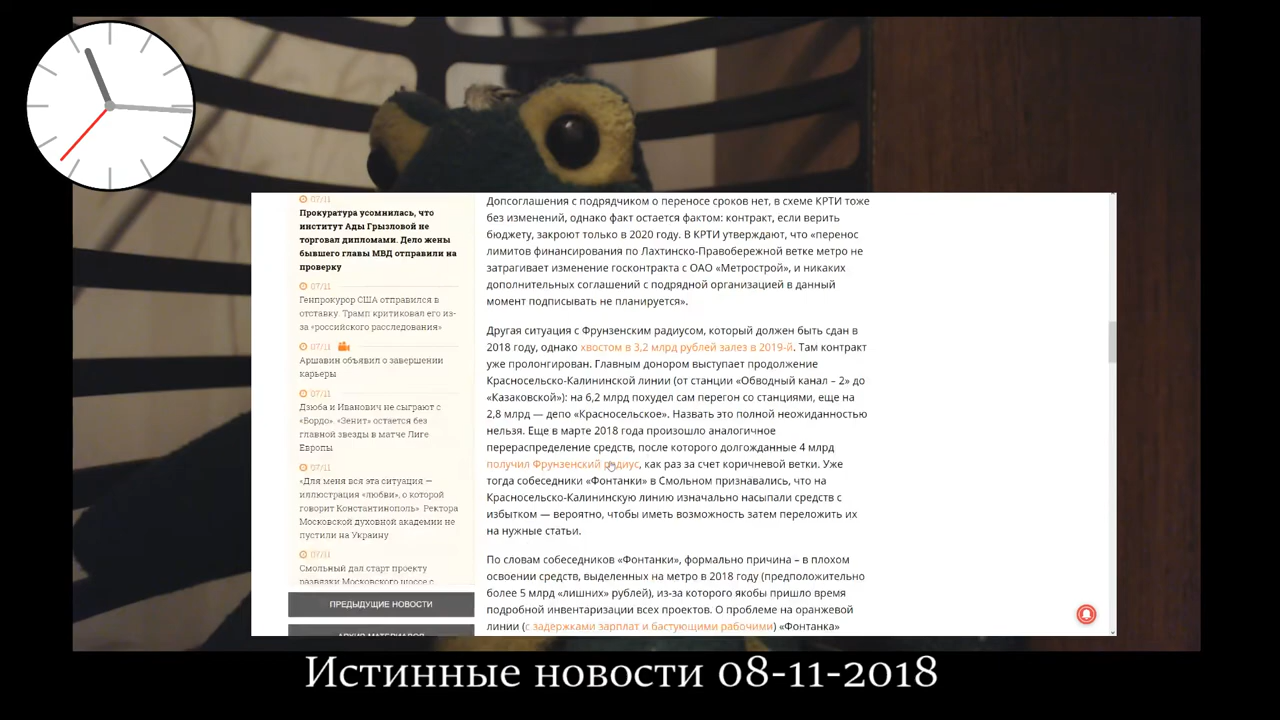 07/11
Прокуратура усомнилась, что
институт Ады Грызловой не
торговал дипломами. Дело жены
бывшего главы МВД отправили на
проверку
07/11
Генпрокурор США отправился в
отставку. Трамп критиковал его из-
за «российского расследования»
07/11
Аршавин объявил о завершении
карьеры
07/11
Дзюба и Иванович не сыграют с
«Бордо». «Зенит» остается без
главной звезды в матче Лиге
Европы
07/11
«Для меня вся эта ситуация —
иллюстрация «любви», о которой
говорит Константинополь». Ректора
Московской духовной академии не
пустили на Украину
07/11
Смольный дал старт проекту
развязки Московского шоссе с
ПРЕДЫДУЩИЕ НОВОСТИ
АРХИВ МАТЕРИАЛОВ
Допсоглашения с подрядчиком о переносе сроков нет, в схеме КРТИ тоже
без изменений, однако факт остается фактом: контракт, если верить
бюджету, закроют только в 2020 году. В КРТИ утверждают, что «перенос
лимитов финансирования по Лахтинско-Правобережной ветке метро не
затрагивает изменение госконтракта с ОАО «Метрострой», и никаких
дополнительных соглашений с подрядной организацией в данный
момент подписывать не планируется».
Другая ситуация с Фрунзенским радиусом, который должен быть сдан в
2018 году, однако хвостом в 3,2 млрд рублей залез в 2019-й. Там контракт
уже пролонгирован. Главным донором выступает продолжение
Красносельско-Калининской линии (от станции «Обводный канал – 2» до
«Казаковской»): на 6,2 млрд похудел сам перегон со станциями, еще на
2,8 млрд — депо «Красносельское». Назвать это полной неожиданностью
нельзя. Еще в марте 2018 года произошло аналогичное
перераспределение средств, после которого долгожданные 4 млрд
получил Фрунзенский радиус, как раз за счет коричневой ветки. Уже
тогда собеседники «Фонтанки» в Смольном признавались, что на
Красносельско-Калининскую линию изначально насыпали средств с
избытком — вероятно, чтобы иметь возможность затем переложить их
на нужные статьи.
По словам собеседников «Фонтанки», формально причина – в плохом
освоении средств, выделенных на метро в 2018 году (предположительно
более 5 млрд «лишних» рублей), из-за которого якобы пришло время
подробной инвентаризации всех проектов. О проблеме на оранжевой
линии (с задержками зарплат и бастующими рабочими) «Фонтанка»
Истинные новости 08-11-2018